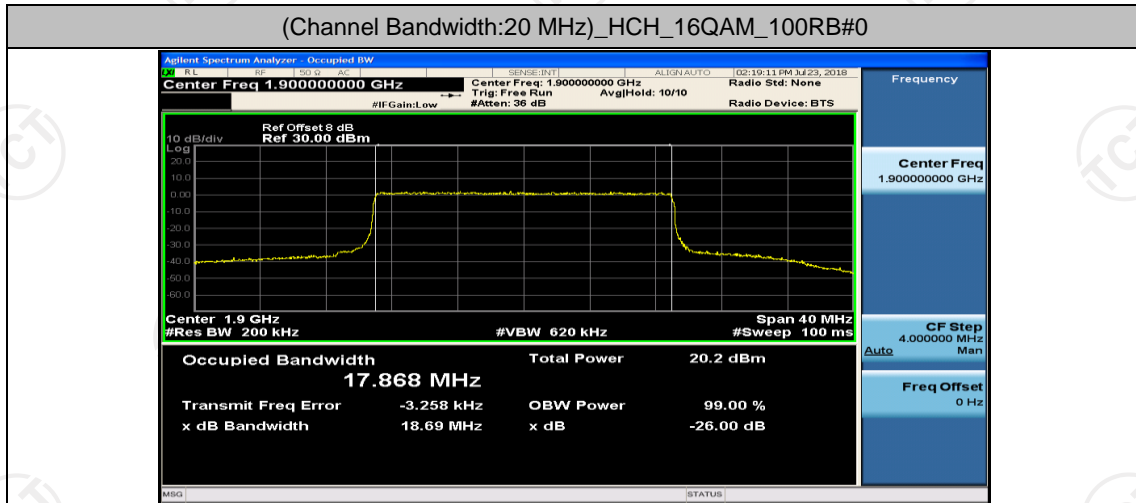 (Channel Bandwidth:20 MHz)_HCH_16QAM_100RB#0
Agilent Spectrum Analyzer - Occupied BW
LXI RL RF 50 Ω AC SENSE:INT ALIGN AUTO 02:19:11 PM Jul 23, 2018
Center Freq 1.900000000 GHz
Center Freq: 1.900000000 GHz
Radio Std: None
Trig: Free Run Avg|Hold: 10/10
#IFGain:Low
#Atten: 36 dB
Radio Device: BTS
Ref Offset 8 dB
10 dB/div Ref 30.00 dBm
Log
20.0
10.0
0.00
-10.0
-20.0
-30.0
-40.0
-50.0
-60.0
Center 1.9 GHz
Span 40 MHz
#Res BW 200 kHz
#VBW 620 kHz
#Sweep 100 ms
Occupied Bandwidth
Total Power 20.2 dBm
17.868 MHz
Transmit Freq Error -3.258 kHz
OBW Power 99.00 %
x dB Bandwidth 18.69 MHz
x dB -26.00 dB
MSG
STATUS
Frequency
Center Freq
1.900000000 GHz
CF Step
4.000000 MHz
Auto Man
Freq Offset
0 Hz
TCT
TCT